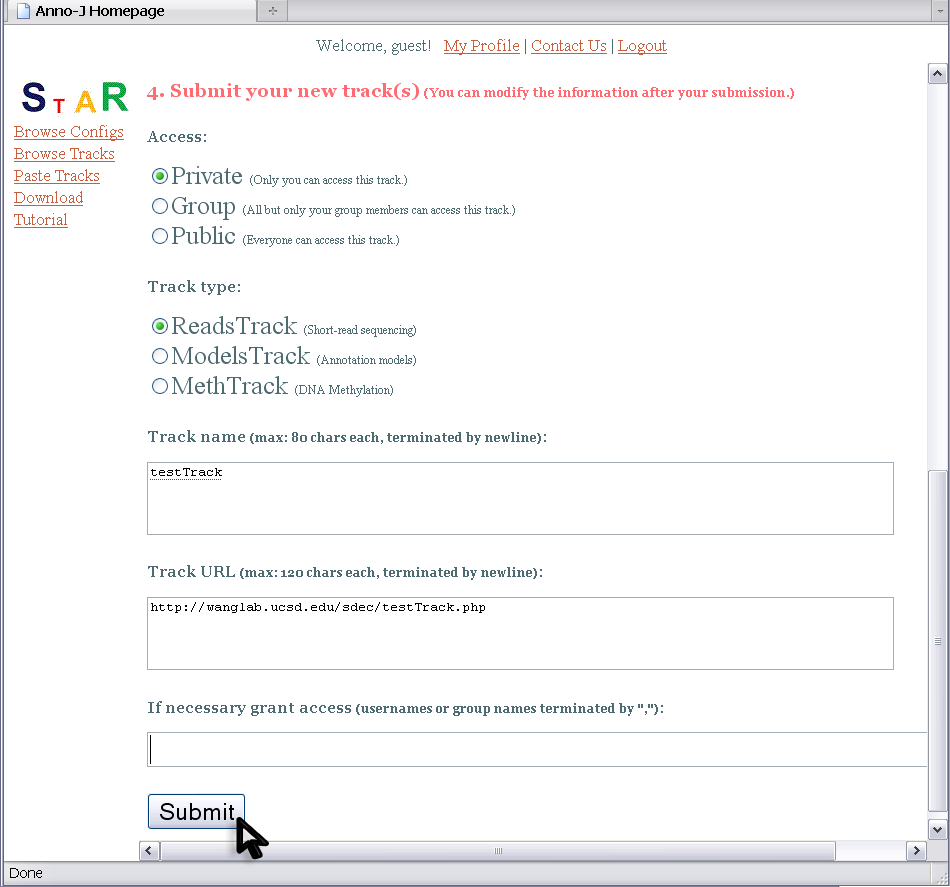 Anno-J Homepage
Welcome, guest! My Profile | Contact Us | Logout
STAR
Browse Configs
Browse Tracks
Paste Tracks
Download
Tutorial
4. Submit your new track(s) (You can modify the information after your submission.)
Access:
Private (Only you can access this track.)
Group (All but only your group members can access this track.)
Public (Everyone can access this track.)
Track type:
ReadsTrack (Short-read sequencing)
ModelsTrack (Annotation models)
MethTrack (DNA Methylation)
Track name (max: 80 chars each, terminated by newline):
testTrack
Track URL (max: 120 chars each, terminated by newline):
http://wanglab.ucsd.edu/sdec/testTrack.php
If necessary grant access (usernames or group names terminated by ","):
Submit
Done